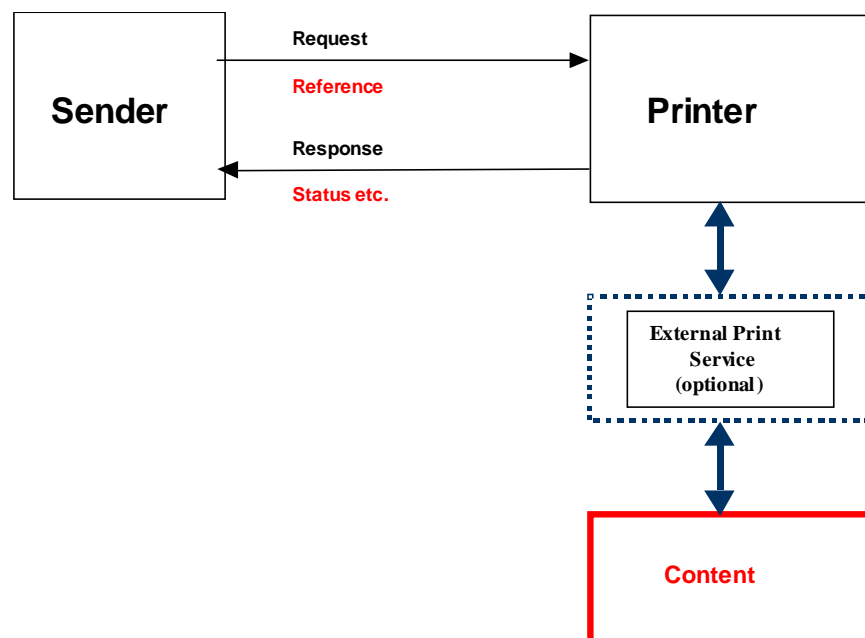 Request
Sender
Printer
Reference
Response
Status etc.
External Print
Service
(optional)
Content